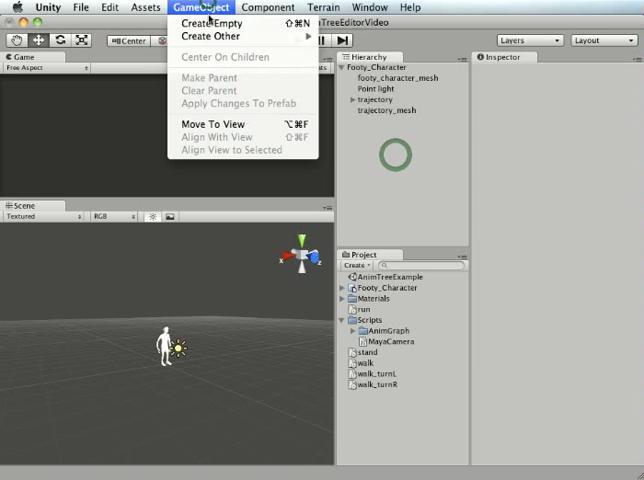 Unity File Edit Assets GameObject Component Terrain Window Help
TreeEditorVideo
Create Empty ⇧⌘N
Create Other
Center On Children
Make Parent
Clear Parent
Apply Changes To Prefab
Move To View ⌥⌘F
Align With View ⇧⌘F
Align View to Selected
Center
Layers
Layout
Game
Free Aspect
Hierarchy
Footy_Character
footy_character_mesh
Point light
trajectory
trajectory_mesh
Inspector
Scene
Textured
RGB
x
z
Project
Create
AnimTreeExample
Footy_Character
Materials
run
Scripts
AnimGraph
MayaCamera
stand
walk
walk_turnL
walk_turnR